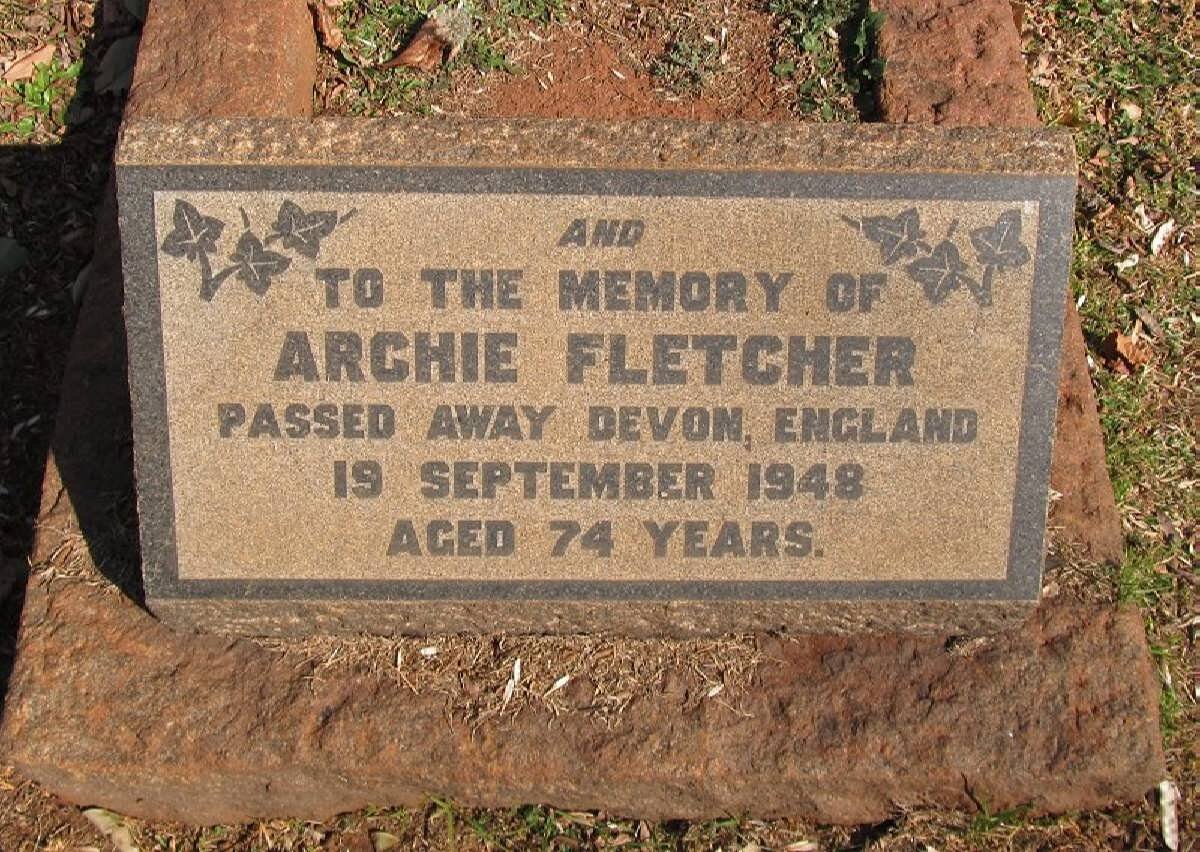 AND
TO THE MEMORY OF
ARCHIE FLETCHER
PASSED AWAY DEVON, ENGLAND
19 SEPTEMBER 1948
AGED 74 YEARS.